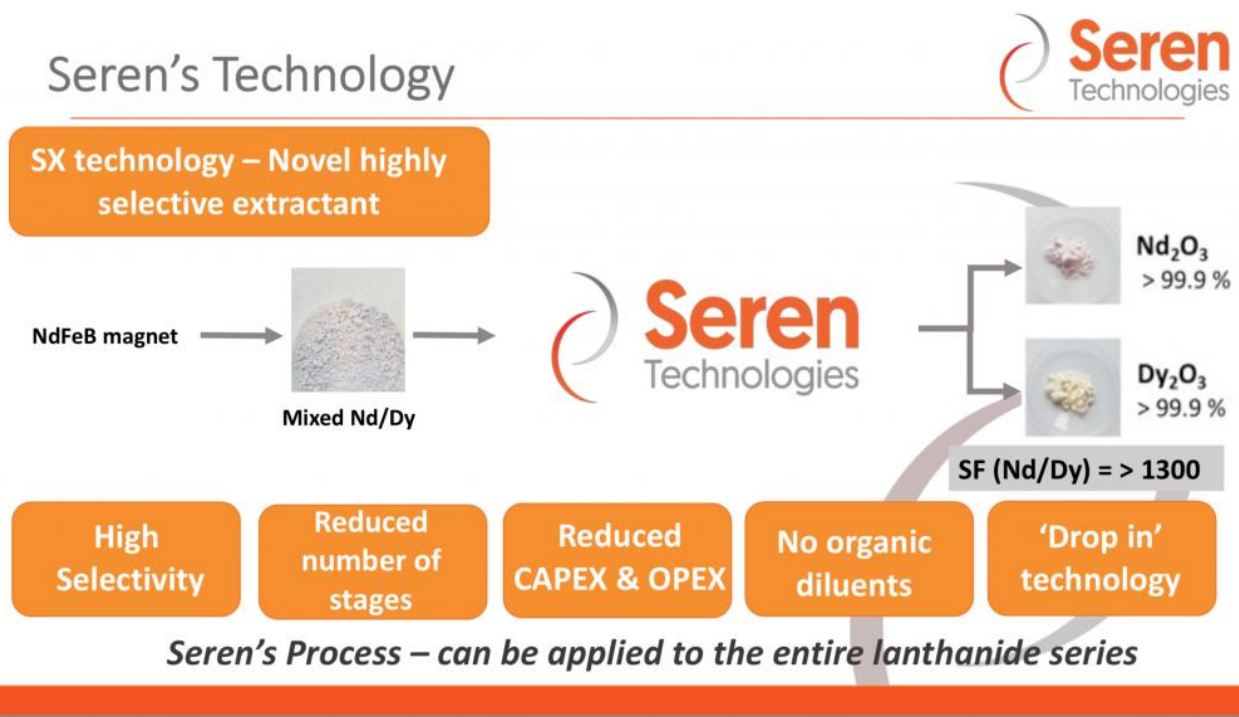 Seren's Technology
Seren
Technologies
SX technology – Novel highly
selective extractant
NdFeB magnet
Mixed Nd/Dy
Seren
Technologies
Nd₂O₃
> 99.9 %
Dy₂O₃
> 99.9 %
SF (Nd/Dy) = > 1300
High
Selectivity
Reduced
number of
stages
Reduced
CAPEX & OPEX
No organic
diluents
‘Drop in’
technology
Seren's Process – can be applied to the entire lanthanide series